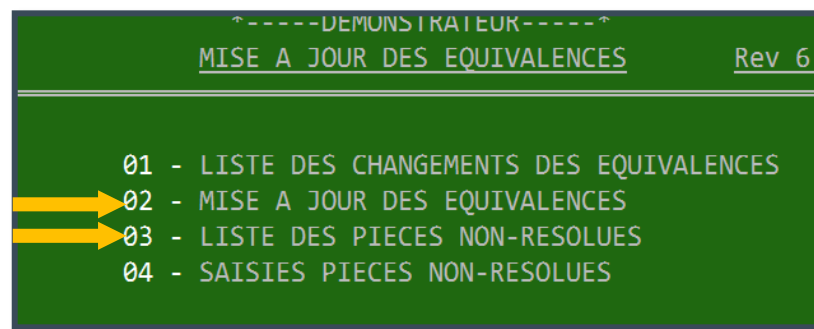 *-----DEMONSTRATEUR-----*
MISE A JOUR DES EQUIVALENCES Rev 6
01 - LISTE DES CHANGEMENTS DES EQUIVALENCES
02 - MISE A JOUR DES EQUIVALENCES
03 - LISTE DES PIECES NON-RESOLUES
04 - SAISIES PIECES NON-RESOLUES